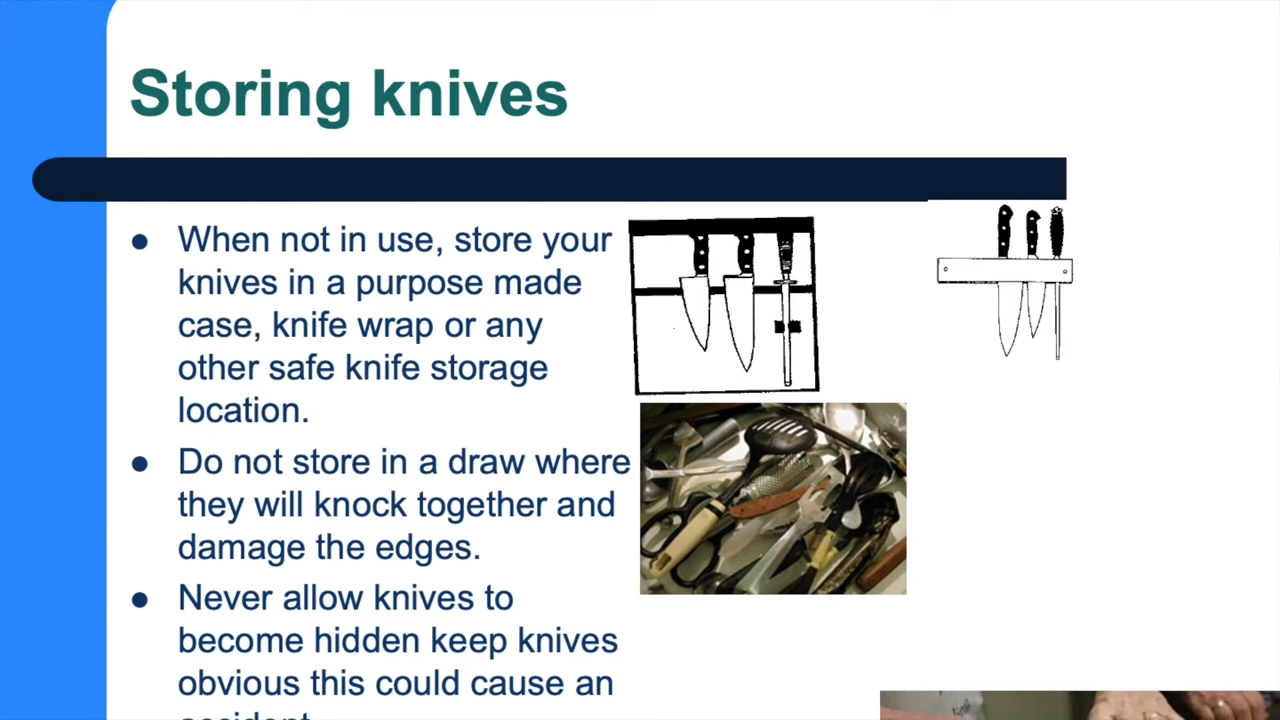 Storing knives
When not in use, store your
knives in a purpose made
case, knife wrap or any
other safe knife storage
location.
Do not store in a draw where
they will knock together and
damage the edges.
Never allow knives to
become hidden keep knives
obvious this could cause an
accident